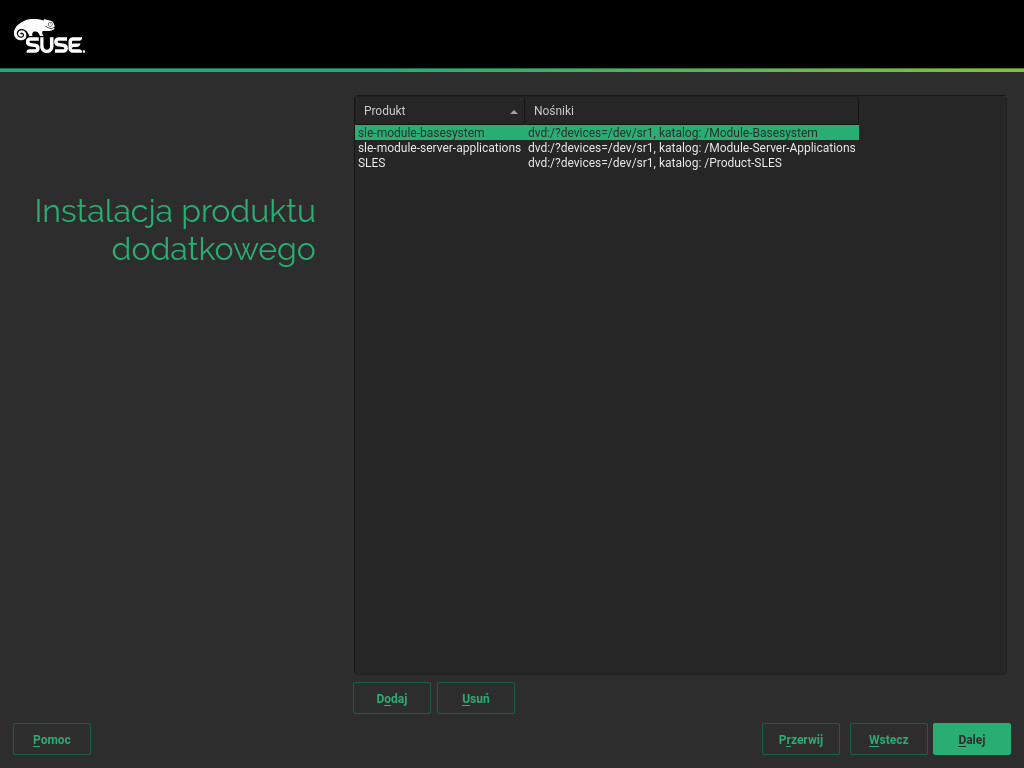 SUSE.
Produkt Nośniki
sle-module-basesystem dvd:/?devices=/dev/sr1, katalog: /Module-Basesystem
sle-module-server-applications dvd:/?devices=/dev/sr1, katalog: /Module-Server-Applications
SLES dvd:/?devices=/dev/sr1, katalog: /Product-SLES
Instalacja produktu
dodatkowego
Dodaj Usuń
Pomoc Przerwij Wstecz Dalej